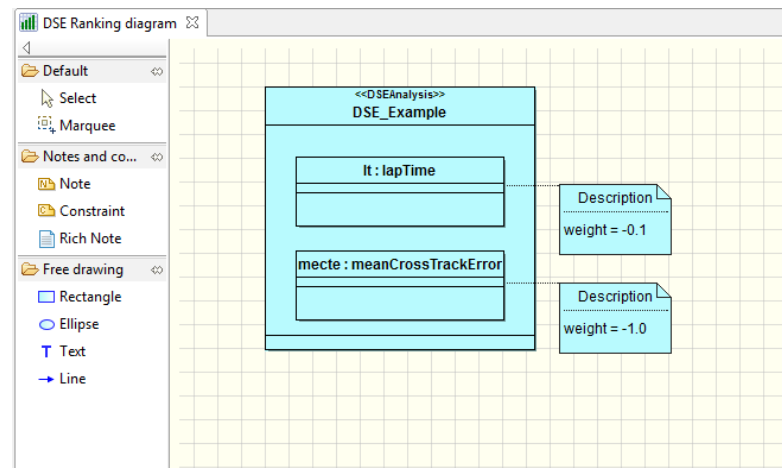 DSE Ranking diagram
Default
Select
Marquee
Notes and co...
Note
Constraint
Rich Note
Free drawing
Rectangle
Ellipse
T Text
Line
<<DSEAnalysis>>
DSE_Example
lt : lapTime
Description
weight = -0.1
mecte : meanCrossTrackError
Description
weight = -1.0